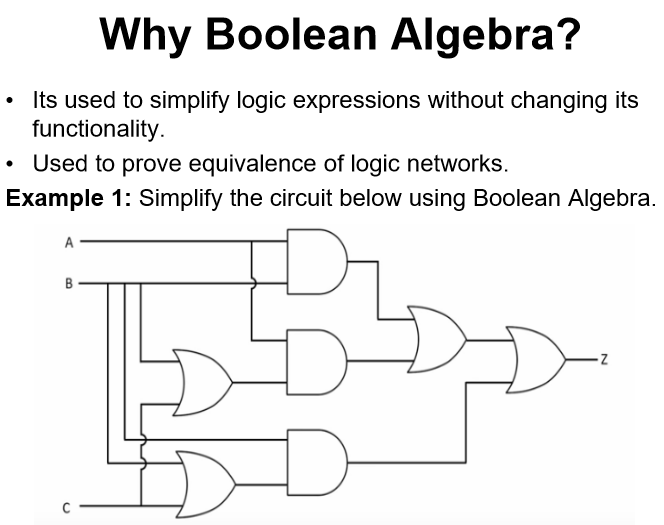 Why Boolean Algebra?
• Its used to simplify logic expressions without changing its
functionality.
• Used to prove equivalence of logic networks.
Example 1: Simplify the circuit below using Boolean Algebra.
A
B
Z
C